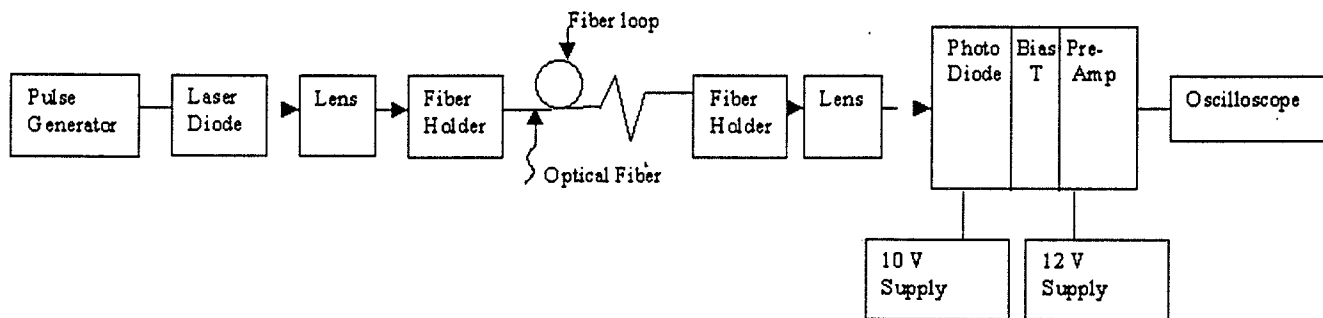 Fiber loop
Pulse
Generator
Laser
Diode
Lens
Fiber
Holder
Optical Fiber
Fiber
Holder
Lens
Photo
Diode
Bias
T
Pre-
Amp
Oscilloscope
10 V
Supply
12 V
Supply